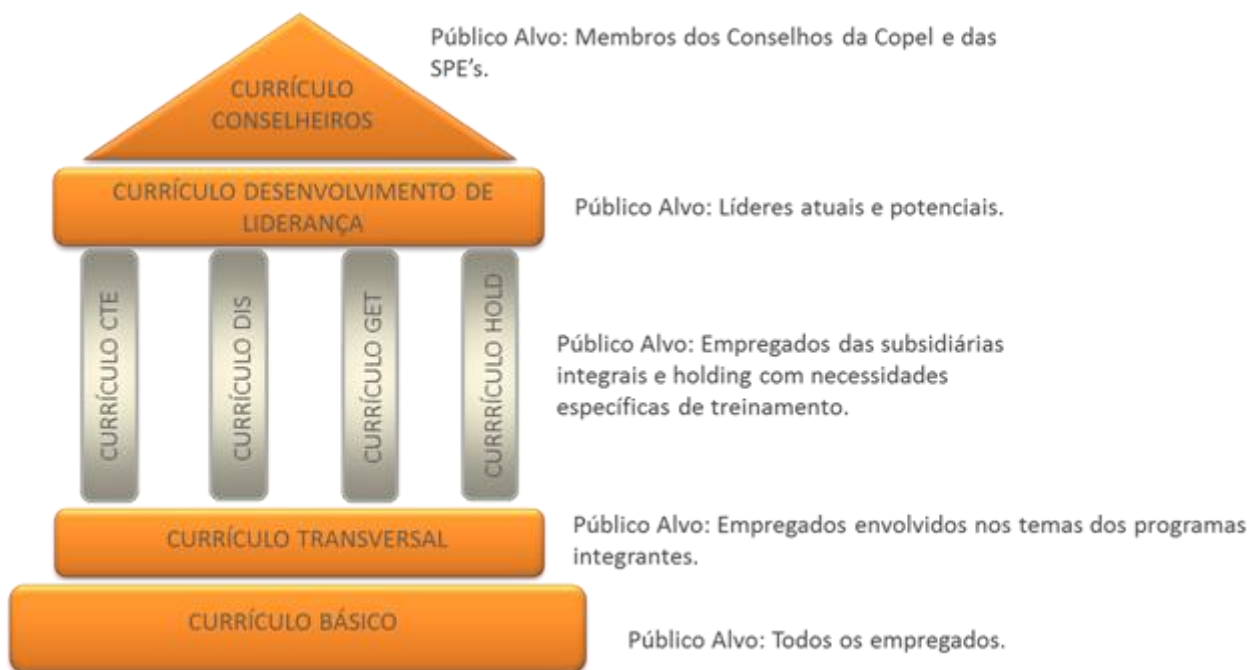 CURRÍCULO
CONSELHEIROS
Público Alvo: Membros dos Conselhos da Copel e das
SPE's.
CURRÍCULO DESENVOLVIMENTO DE
LIDERANÇA
Público Alvo: Líderes atuais e potenciais.
CURRÍCULO CTE
CURRÍCULO DIS
CURRÍCULO GET
CURRRÍCULO HOLD
Público Alvo: Empregados das subsidiárias
integrais e holding com necessidades
específicas de treinamento.
CURRÍCULO TRANSVERSAL
Público Alvo: Empregados envolvidos nos temas dos programas
integrantes.
CURRÍCULO BÁSICO
Público Alvo: Todos os empregados.